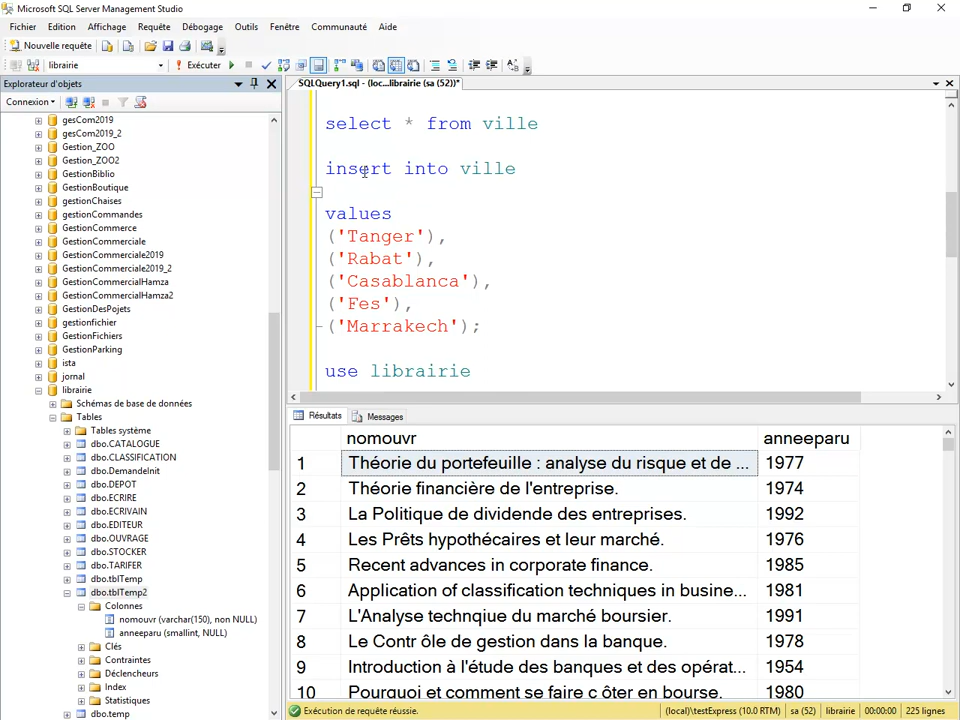 Microsoft SQL Server Management Studio
Fichier Edition Affichage Requête Débogage Outils Fenêtre Communauté Aide
Nouvelle requête
librairie Exécuter
Explorateur d'objets
SQLQuery1.sql - (loc...librairie (sa (52))*
Connexion
gesCom2019
gesCom2019_2
Gestion_ZOO
Gestion_ZOO2
GestionBiblio
GestionBoutique
gestionChaises
gestionCommandes
GestionCommerce
GestionCommerciale
GestionCommerciale2019
GestionCommerciale2019_2
GestionCommercialHamza
GestionCommercialHamza2
GestionDesPojets
gestionfichier
GestionFichiers
GestionParking
ista
jornal
librairie
Schémas de base de données
Tables
Tables système
dbo.CATALOGUE
dbo.CLASSIFICATION
dbo.DemandeInit
dbo.DEPOT
dbo.ECRIRE
dbo.ECRIVAIN
dbo.EDITEUR
dbo.OUVRAGE
dbo.STOCKER
dbo.TARIFER
dbo.tblTemp
dbo.tblTemp2
Colonnes
nomouvr (varchar(150), non NULL)
anneeparu (smallint, NULL)
Clés
Contraintes
Déclencheurs
Index
Statistiques
dbo.temp
select * from ville
insert into ville
values
('Tanger'),
('Rabat'),
('Casablanca'),
('Fes'),
('Marrakech');
use librairie
Résultats Messages
nomouvr anneeparu
1 Théorie du portefeuille : analyse du risque et de ... 1977
2 Théorie financière de l'entreprise. 1974
3 La Politique de dividende des entreprises. 1992
4 Les Prêts hypothécaires et leur marché. 1976
5 Recent advances in corporate finance. 1985
6 Application of classification techniques in busine... 1981
7 L'Analyse technqiue du marché boursier. 1991
8 Le Contr ôle de gestion dans la banque. 1978
9 Introduction à l'étude des banques et des opérat... 1954
10 Pourquoi et comment se faire c ôter en bourse. 1980
Exécution de requête réussie. (local)\testExpress (10.0 RTM) sa (52) librairie 00:00:00 225 lignes